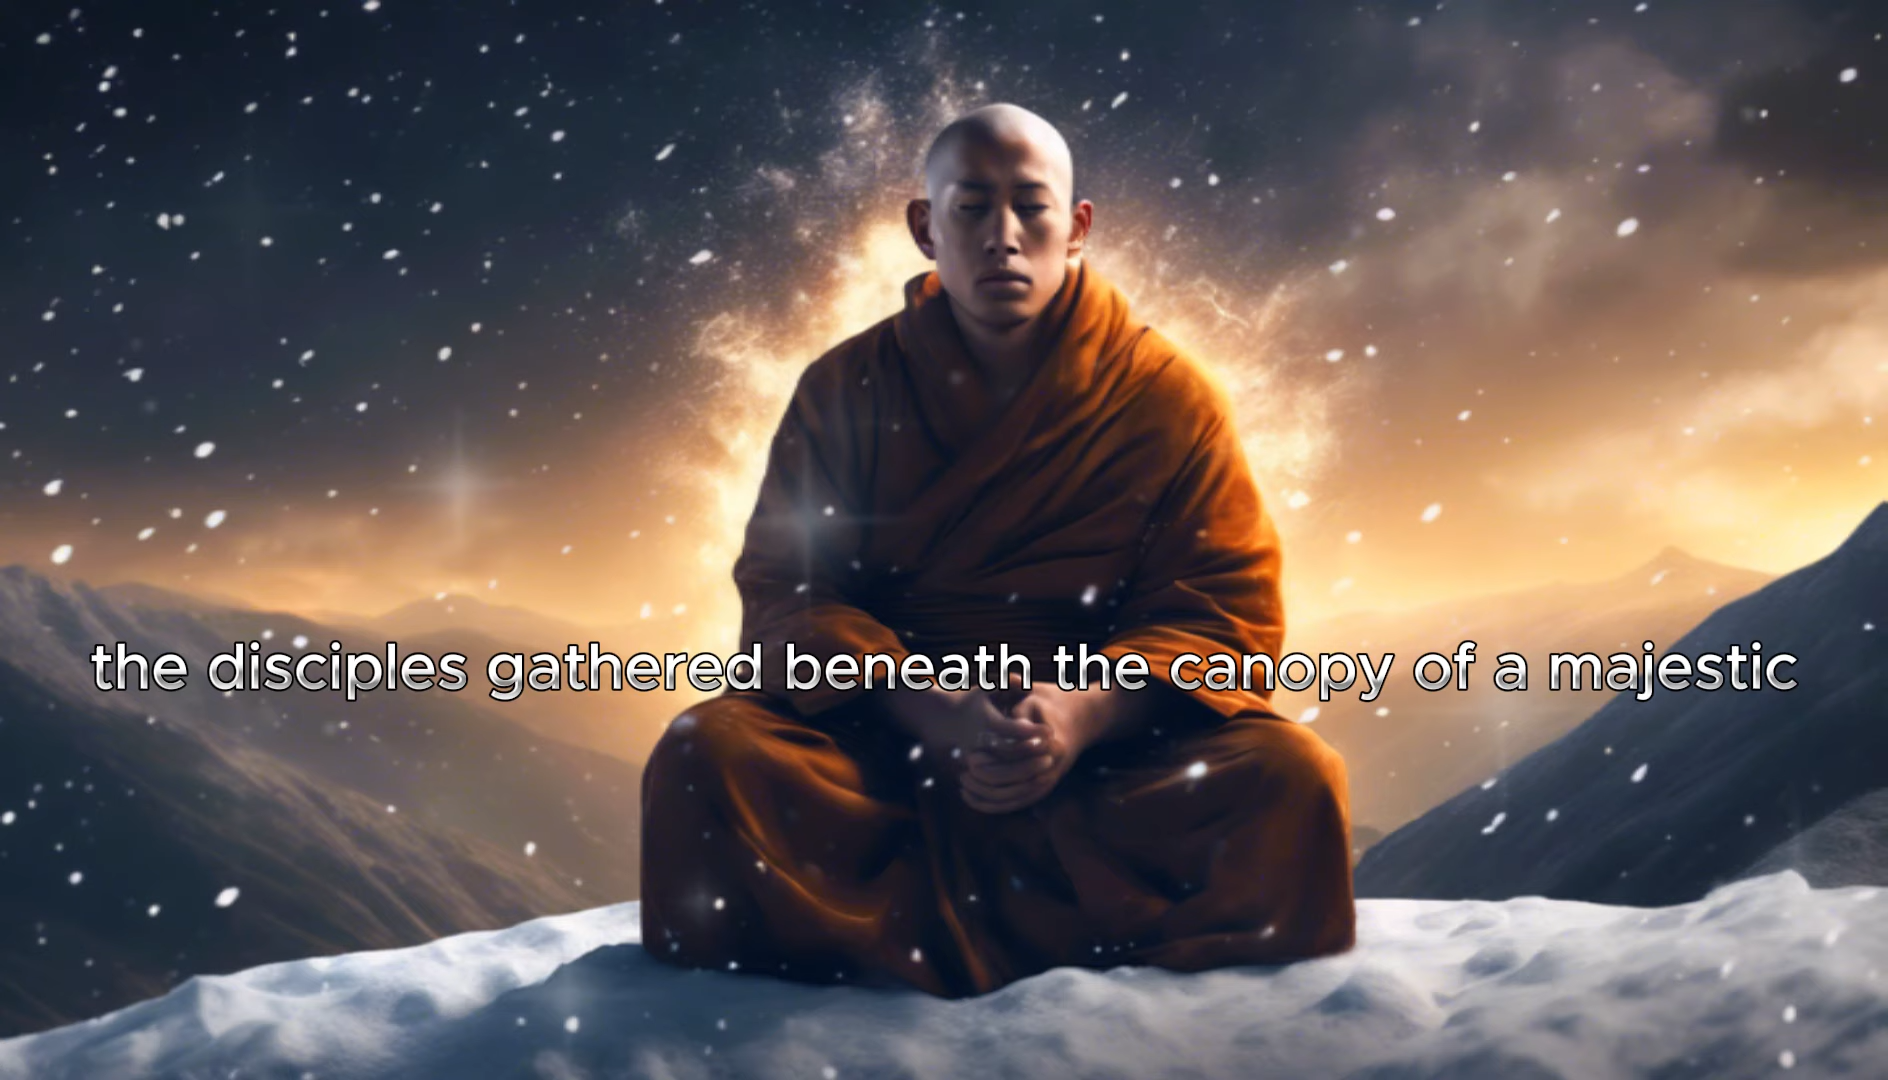 the disciples gathered beneath the canopy of a majestic